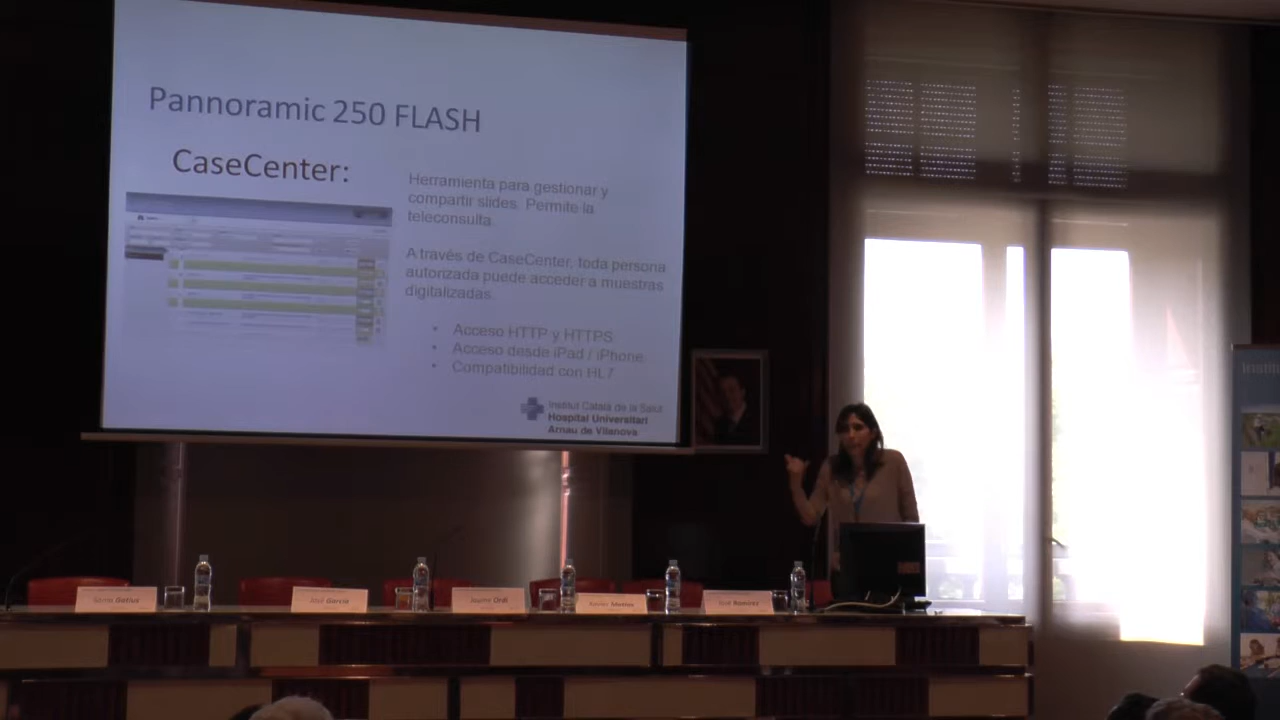 Pannoramic 250 FLASH
CaseCenter:
Herramienta para gestionar y
compartir slides. Permite la
teleconsulta.
A través de CaseCenter, toda persona
autorizada puede acceder a muestras
digitalizadas.
• Acceso HTTP y HTTPS
• Acceso desde iPad / iPhone
• Compatibilidad con HL7
Institut Català de la Salut
Hospital Universitari
Arnau de Vilanova
Gatius
José García
Jaume Ordi
Ramírez